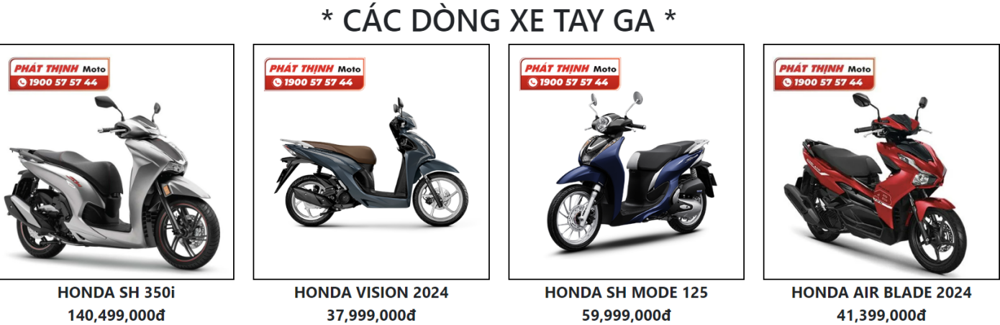 * CÁC DÒNG XE TAY GA *
PHÁT THỊNH Moto
1900 57 57 44
PHÁT THỊNH Moto
1900 57 57 44
PHÁT THỊNH Moto
1900 57 57 44
PHÁT THỊNH Moto
1900 57 57 44
HONDA SH 350i
140,499,000đ
HONDA VISION 2024
37,999,000đ
HONDA SH MODE 125
59,999,000đ
HONDA AIR BLADE 2024
41,399,000đ